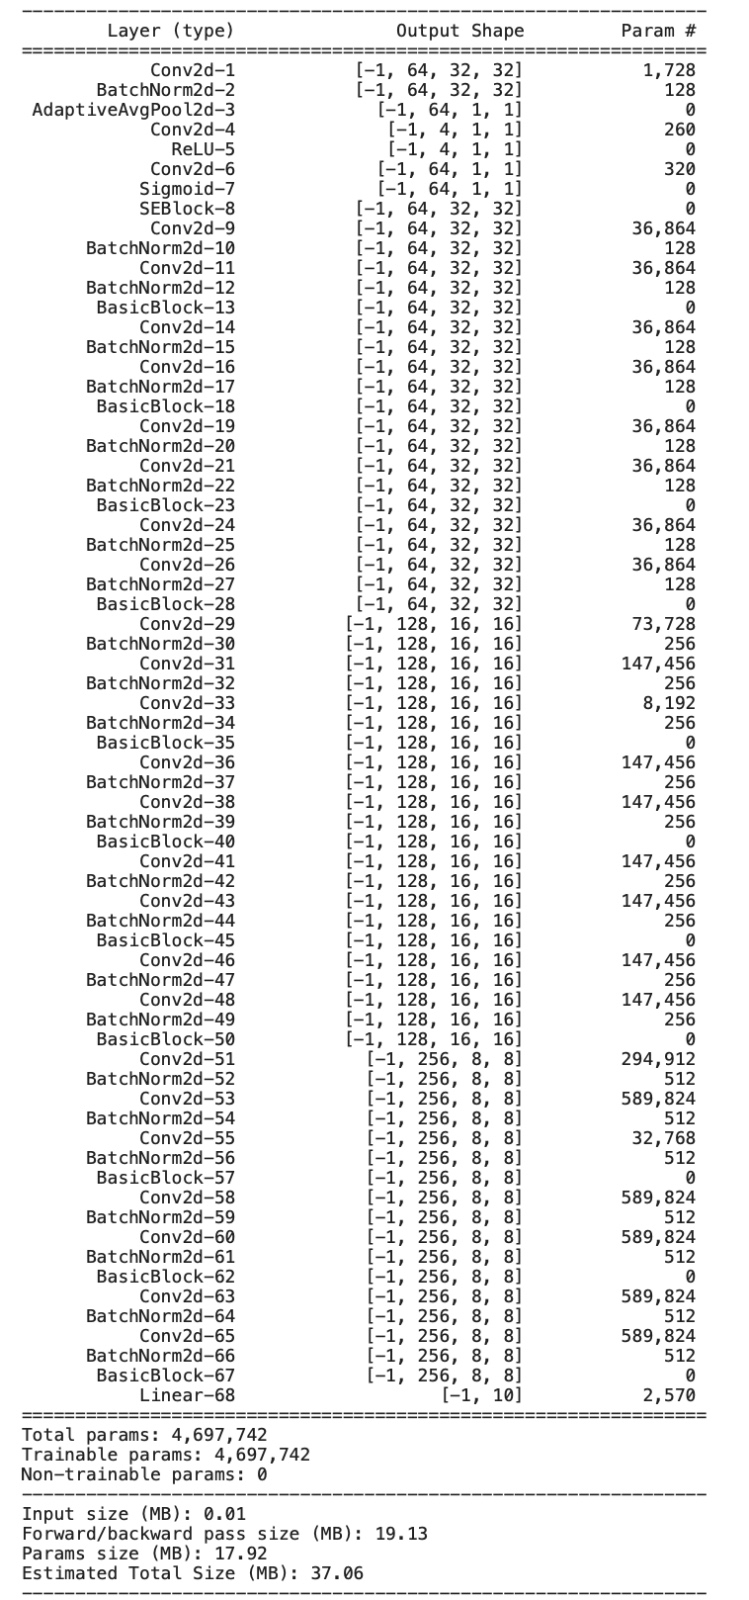 Layer (type) Output Shape Param #
Conv2d-1 [-1, 64, 32, 32] 1,728
BatchNorm2d-2 [-1, 64, 32, 32] 128
AdaptiveAvgPool2d-3 [-1, 64, 1, 1] 0
Conv2d-4 [-1, 4, 1, 1] 260
ReLU-5 [-1, 4, 1, 1] 0
Conv2d-6 [-1, 64, 1, 1] 320
Sigmoid-7 [-1, 64, 1, 1] 0
SEBlock-8 [-1, 64, 32, 32] 0
Conv2d-9 [-1, 64, 32, 32] 36,864
BatchNorm2d-10 [-1, 64, 32, 32] 128
Conv2d-11 [-1, 64, 32, 32] 36,864
BatchNorm2d-12 [-1, 64, 32, 32] 128
BasicBlock-13 [-1, 64, 32, 32] 0
Conv2d-14 [-1, 64, 32, 32] 36,864
BatchNorm2d-15 [-1, 64, 32, 32] 128
Conv2d-16 [-1, 64, 32, 32] 36,864
BatchNorm2d-17 [-1, 64, 32, 32] 128
BasicBlock-18 [-1, 64, 32, 32] 0
Conv2d-19 [-1, 64, 32, 32] 36,864
BatchNorm2d-20 [-1, 64, 32, 32] 128
Conv2d-21 [-1, 64, 32, 32] 36,864
BatchNorm2d-22 [-1, 64, 32, 32] 128
BasicBlock-23 [-1, 64, 32, 32] 0
Conv2d-24 [-1, 64, 32, 32] 36,864
BatchNorm2d-25 [-1, 64, 32, 32] 128
Conv2d-26 [-1, 64, 32, 32] 36,864
BatchNorm2d-27 [-1, 64, 32, 32] 128
BasicBlock-28 [-1, 64, 32, 32] 0
Conv2d-29 [-1, 128, 16, 16] 73,728
BatchNorm2d-30 [-1, 128, 16, 16] 256
Conv2d-31 [-1, 128, 16, 16] 147,456
BatchNorm2d-32 [-1, 128, 16, 16] 256
Conv2d-33 [-1, 128, 16, 16] 8,192
BatchNorm2d-34 [-1, 128, 16, 16] 256
BasicBlock-35 [-1, 128, 16, 16] 0
Conv2d-36 [-1, 128, 16, 16] 147,456
BatchNorm2d-37 [-1, 128, 16, 16] 256
Conv2d-38 [-1, 128, 16, 16] 147,456
BatchNorm2d-39 [-1, 128, 16, 16] 256
BasicBlock-40 [-1, 128, 16, 16] 0
Conv2d-41 [-1, 128, 16, 16] 147,456
BatchNorm2d-42 [-1, 128, 16, 16] 256
Conv2d-43 [-1, 128, 16, 16] 147,456
BatchNorm2d-44 [-1, 128, 16, 16] 256
BasicBlock-45 [-1, 128, 16, 16] 0
Conv2d-46 [-1, 128, 16, 16] 147,456
BatchNorm2d-47 [-1, 128, 16, 16] 256
Conv2d-48 [-1, 128, 16, 16] 147,456
BatchNorm2d-49 [-1, 128, 16, 16] 256
BasicBlock-50 [-1, 128, 16, 16] 0
Conv2d-51 [-1, 256, 8, 8] 294,912
BatchNorm2d-52 [-1, 256, 8, 8] 512
Conv2d-53 [-1, 256, 8, 8] 589,824
BatchNorm2d-54 [-1, 256, 8, 8] 512
Conv2d-55 [-1, 256, 8, 8] 32,768
BatchNorm2d-56 [-1, 256, 8, 8] 512
BasicBlock-57 [-1, 256, 8, 8] 0
Conv2d-58 [-1, 256, 8, 8] 589,824
BatchNorm2d-59 [-1, 256, 8, 8] 512
Conv2d-60 [-1, 256, 8, 8] 589,824
BatchNorm2d-61 [-1, 256, 8, 8] 512
BasicBlock-62 [-1, 256, 8, 8] 0
Conv2d-63 [-1, 256, 8, 8] 589,824
BatchNorm2d-64 [-1, 256, 8, 8] 512
Conv2d-65 [-1, 256, 8, 8] 589,824
BatchNorm2d-66 [-1, 256, 8, 8] 512
BasicBlock-67 [-1, 256, 8, 8] 0
Linear-68 [-1, 10] 2,570
Total params: 4,697,742
Trainable params: 4,697,742
Non-trainable params: 0
Input size (MB): 0.01
Forward/backward pass size (MB): 19.13
Params size (MB): 17.92
Estimated Total Size (MB): 37.06